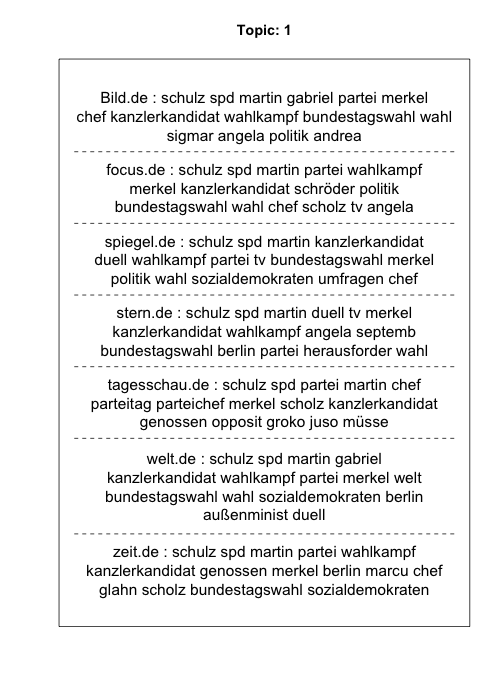 Topic: 1
Bild.de : schulz spd martin gabriel partei merkel
chef kanzlerkandidat wahlkampf bundestagswahl wahl
sigmar angela politik andrea
focus.de : schulz spd martin partei wahlkampf
merkel kanzlerkandidat schröder politik
bundestagswahl wahl chef scholz tv angela
spiegel.de : schulz spd martin kanzlerkandidat
duell wahlkampf partei tv bundestagswahl merkel
politik wahl sozialdemokraten umfragen chef
stern.de : schulz spd martin duell tv merkel
kanzlerkandidat wahlkampf angela septemb
bundestagswahl berlin partei herausforder wahl
tagesschau.de : schulz spd partei martin chef
parteitag parteichef merkel scholz kanzlerkandidat
genossen opposit groko juso müsse
welt.de : schulz spd martin gabriel
kanzlerkandidat wahlkampf partei merkel welt
bundestagswahl wahl sozialdemokraten berlin
außenminist duell
zeit.de : schulz spd martin partei wahlkampf
kanzlerkandidat genossen merkel berlin marcu chef
glahn scholz bundestagswahl sozialdemokraten